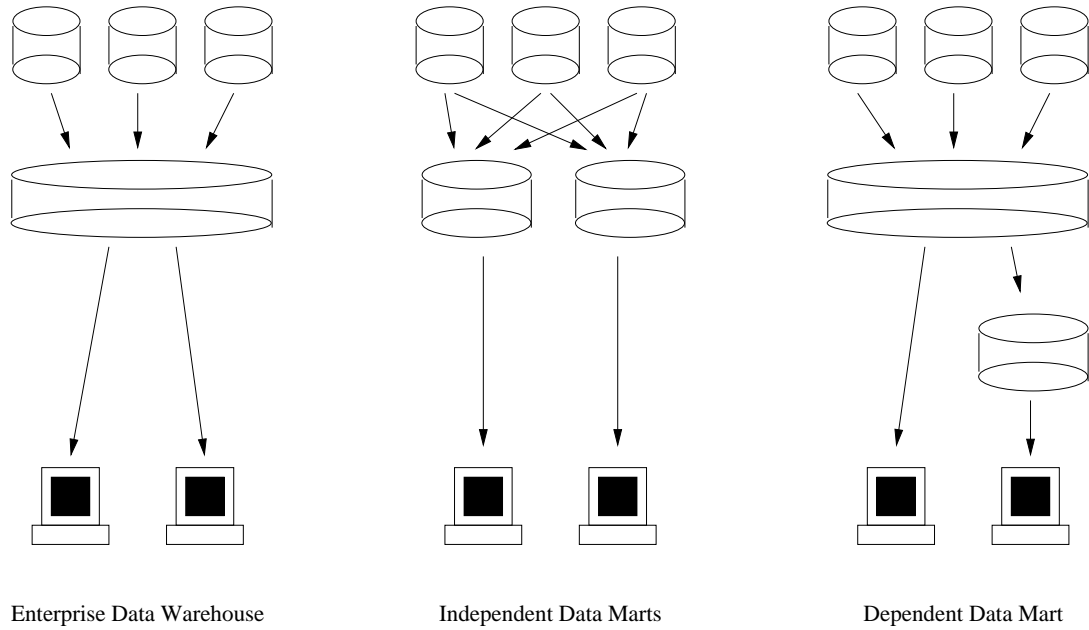 Enterprise Data Warehouse
Independent Data Marts
Dependent Data Mart